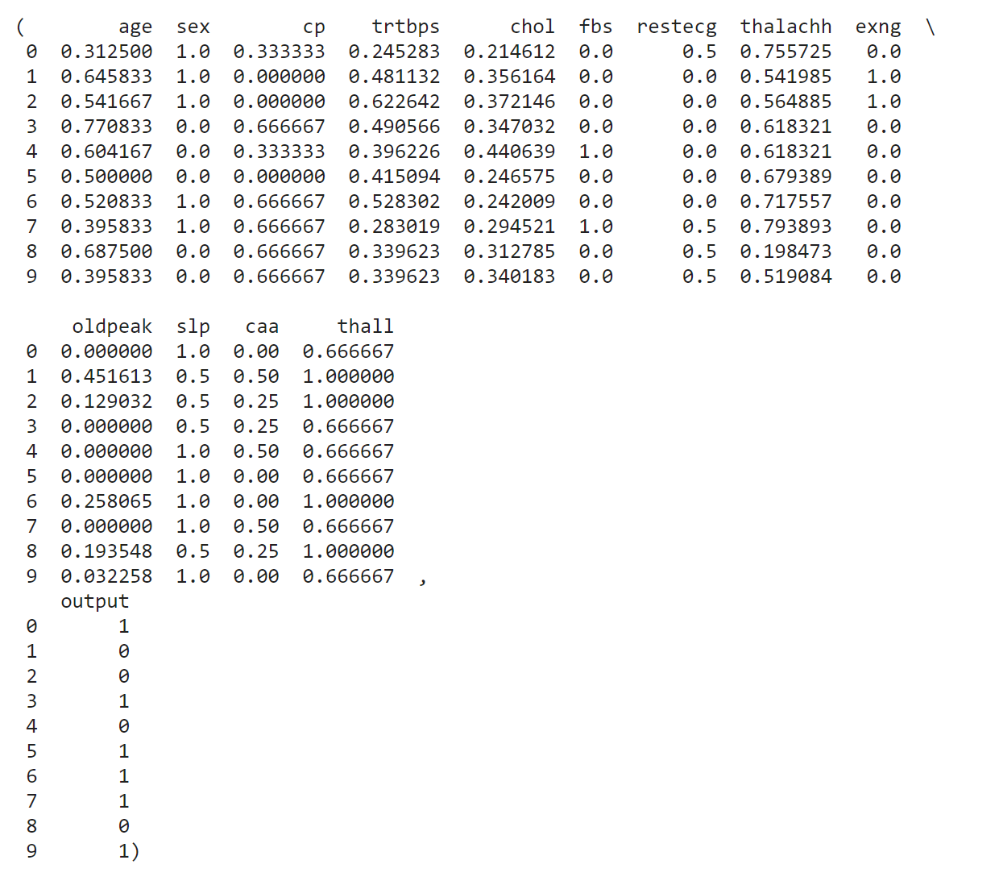 (        age  sex        cp    trtbps      chol  fbs  restecg  thalachh  exng  \
 0  0.312500  1.0  0.333333  0.245283  0.214612  0.0      0.5  0.755725   0.0
 1  0.645833  1.0  0.000000  0.481132  0.356164  0.0      0.0  0.541985   1.0
 2  0.541667  1.0  0.000000  0.622642  0.372146  0.0      0.0  0.564885   1.0
 3  0.770833  0.0  0.666667  0.490566  0.347032  0.0      0.0  0.618321   0.0
 4  0.604167  0.0  0.333333  0.396226  0.440639  1.0      0.0  0.618321   0.0
 5  0.500000  0.0  0.000000  0.415094  0.246575  0.0      0.0  0.679389   0.0
 6  0.520833  1.0  0.666667  0.528302  0.242009  0.0      0.0  0.717557   0.0
 7  0.395833  1.0  0.666667  0.283019  0.294521  1.0      0.5  0.793893   0.0
 8  0.687500  0.0  0.666667  0.339623  0.312785  0.0      0.5  0.198473   0.0
 9  0.395833  0.0  0.666667  0.339623  0.340183  0.0      0.5  0.519084   0.0

     oldpeak  slp   caa     thall
 0  0.000000  1.0  0.00  0.666667
 1  0.451613  0.5  0.50  1.000000
 2  0.129032  0.5  0.25  1.000000
 3  0.000000  0.5  0.25  0.666667
 4  0.000000  1.0  0.50  0.666667
 5  0.000000  1.0  0.00  0.666667
 6  0.258065  1.0  0.00  1.000000
 7  0.000000  1.0  0.50  0.666667
 8  0.193548  0.5  0.25  1.000000
 9  0.032258  1.0  0.00  0.666667  ,
    output
 0       1
 1       0
 2       0
 3       1
 4       0
 5       1
 6       1
 7       1
 8       0
 9       1)